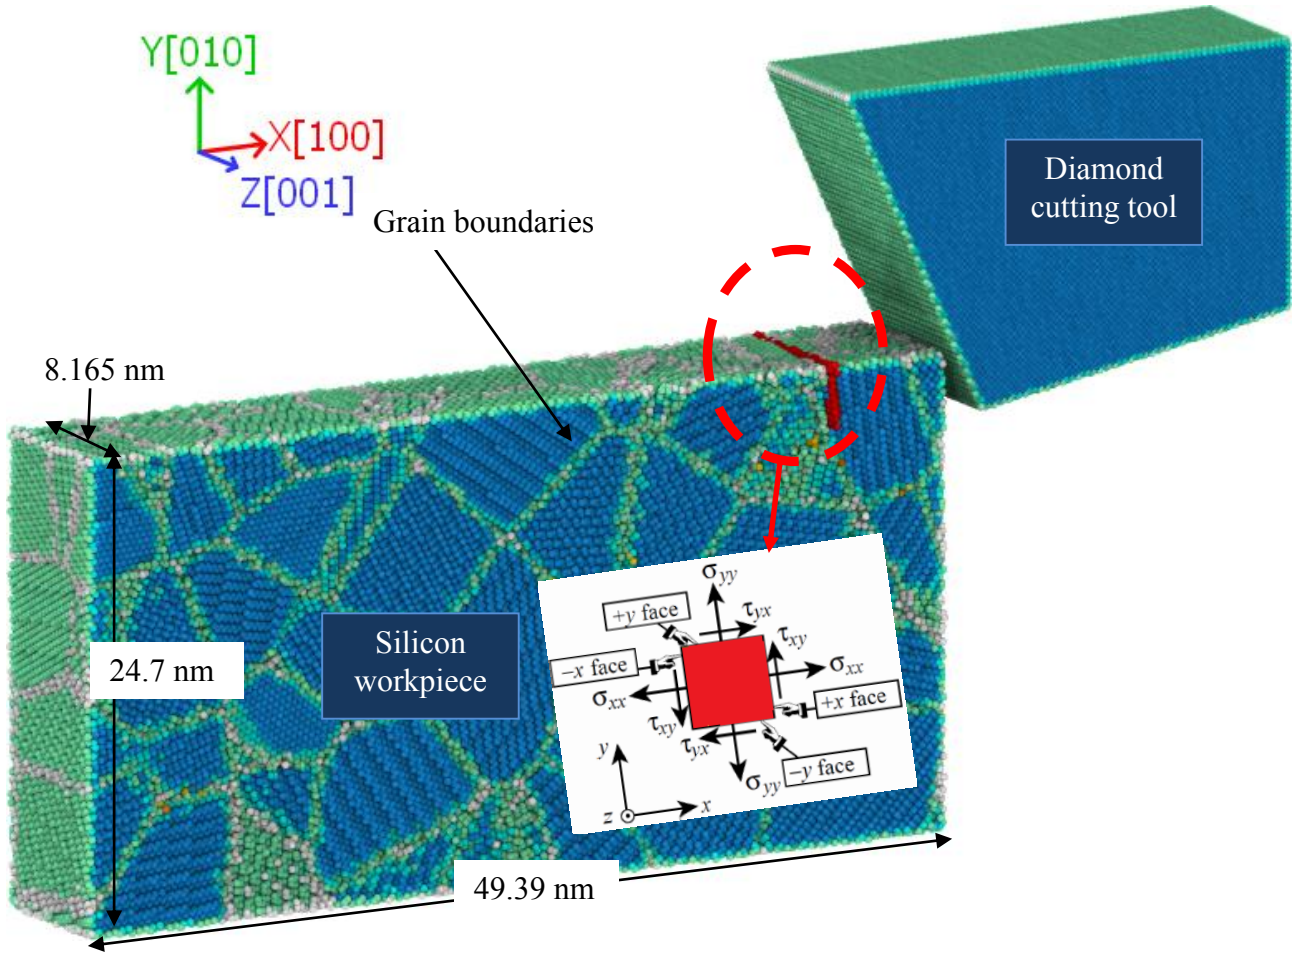 Y[010]
X[100]
Z[001]
Diamond
cutting tool
Grain boundaries
8.165 nm
24.7 nm
Silicon
workpiece
49.39 nm
σyy
+y face
τyx
τxy
−x face
σxx
σxx
+x face
τxy
τyx
−y face
σyy
y
x
z